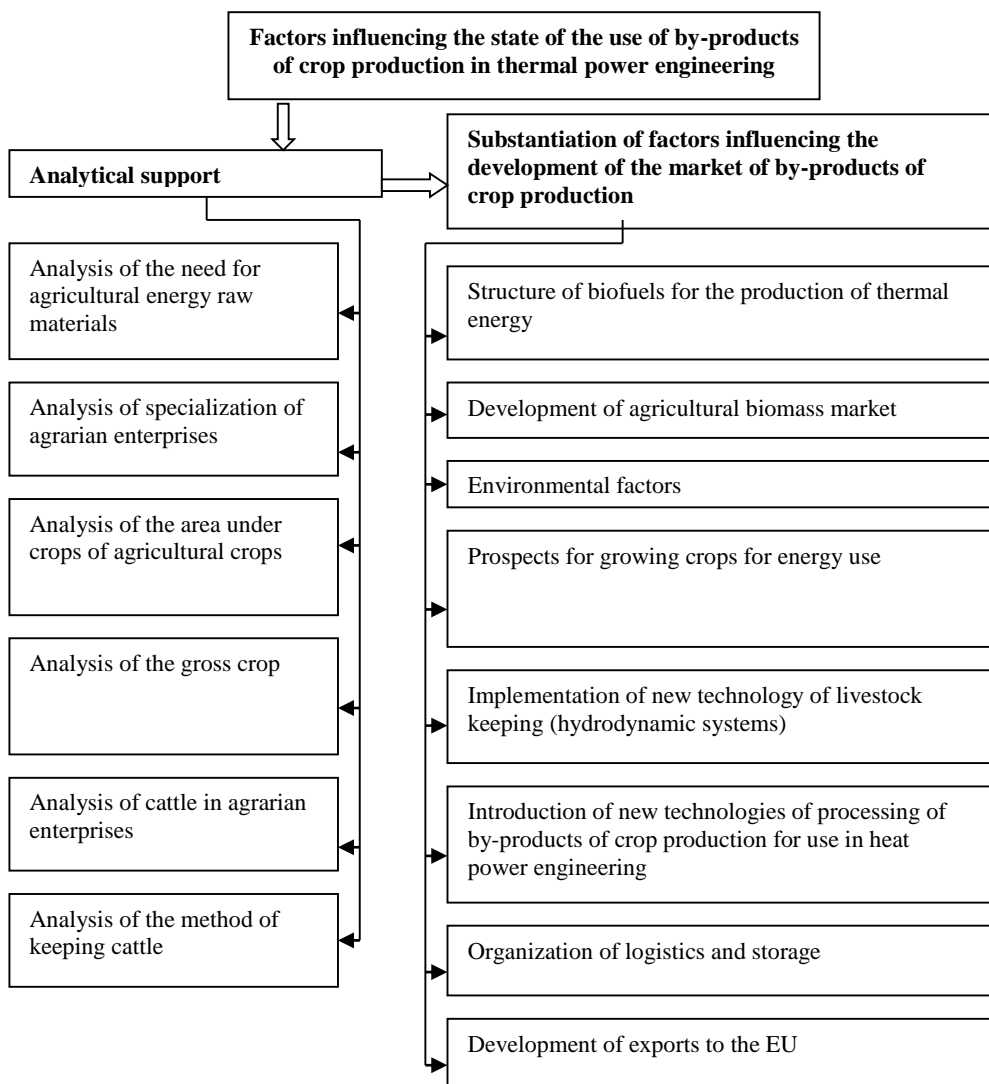 Factors influencing the state of the use of by-products
of crop production in thermal power engineering
Analytical support
Substantiation of factors influencing the
development of the market of by-products of
crop production
Analysis of the need for
agricultural energy raw
materials
Analysis of specialization of
agrarian enterprises
Analysis of the area under
crops of agricultural crops
Analysis of the gross crop
Analysis of cattle in agrarian
enterprises
Analysis of the method of
keeping cattle
Structure of biofuels for the production of thermal
energy
Development of agricultural biomass market
Environmental factors
Prospects for growing crops for energy use
Implementation of new technology of livestock
keeping (hydrodynamic systems)
Introduction of new technologies of processing of
by-products of crop production for use in heat
power engineering
Organization of logistics and storage
Development of exports to the EU